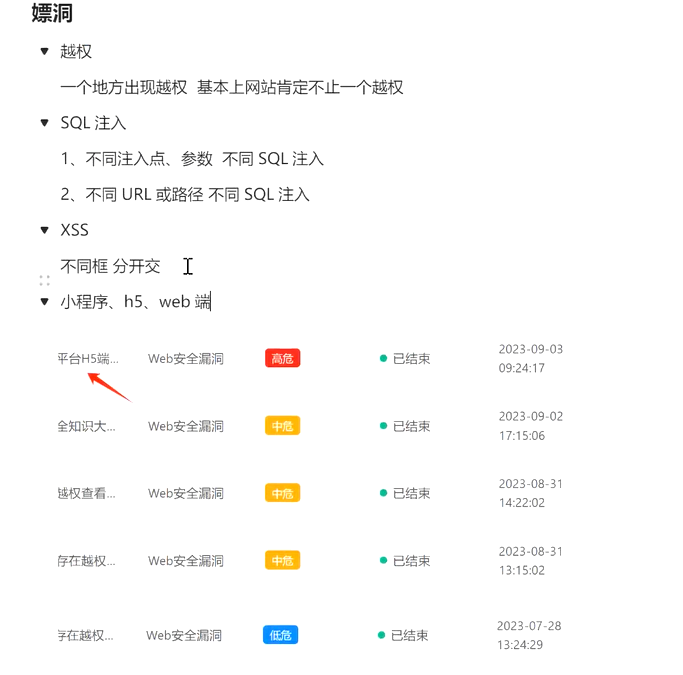 嫖洞
越权
一个地方出现越权 基本上网站肯定不止一个越权
SQL 注入
1、不同注入点、参数 不同 SQL 注入
2、不同 URL 或路径 不同 SQL 注入
XSS
不同框 分开交
小程序、h5、web 端
平台H5端... Web安全漏洞 高危 已结束 2023-09-03
09:24:17
全知识大... Web安全漏洞 中危 已结束 2023-09-02
17:15:06
越权查看... Web安全漏洞 中危 已结束 2023-08-31
14:22:02
存在越权... Web安全漏洞 中危 已结束 2023-08-31
13:15:02
存在越权... Web安全漏洞 低危 已结束 2023-07-28
13:24:29